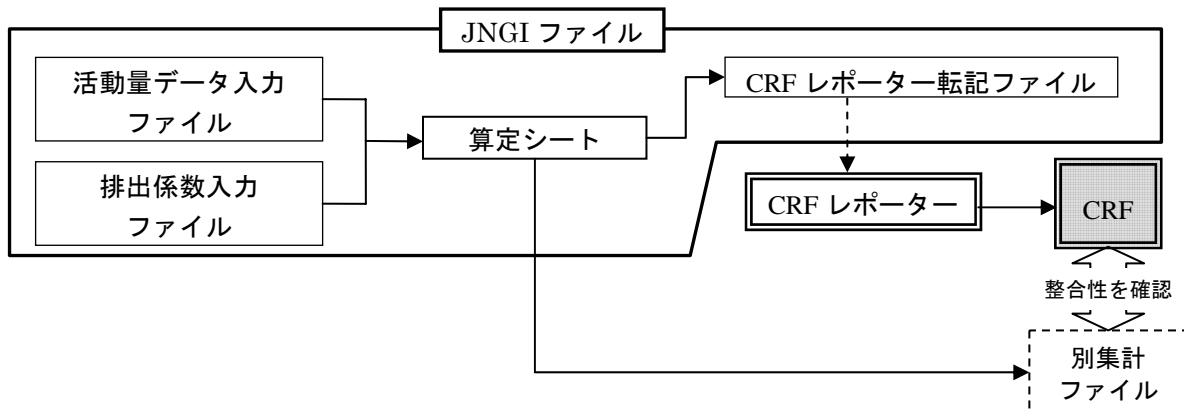 JNGI ファイル
活動量データ入力
ファイル
CRF レポーター転記ファイル
算定シート
排出係数入力
ファイル
CRF レポーター
CRF
整合性を確認
別集計
ファイル